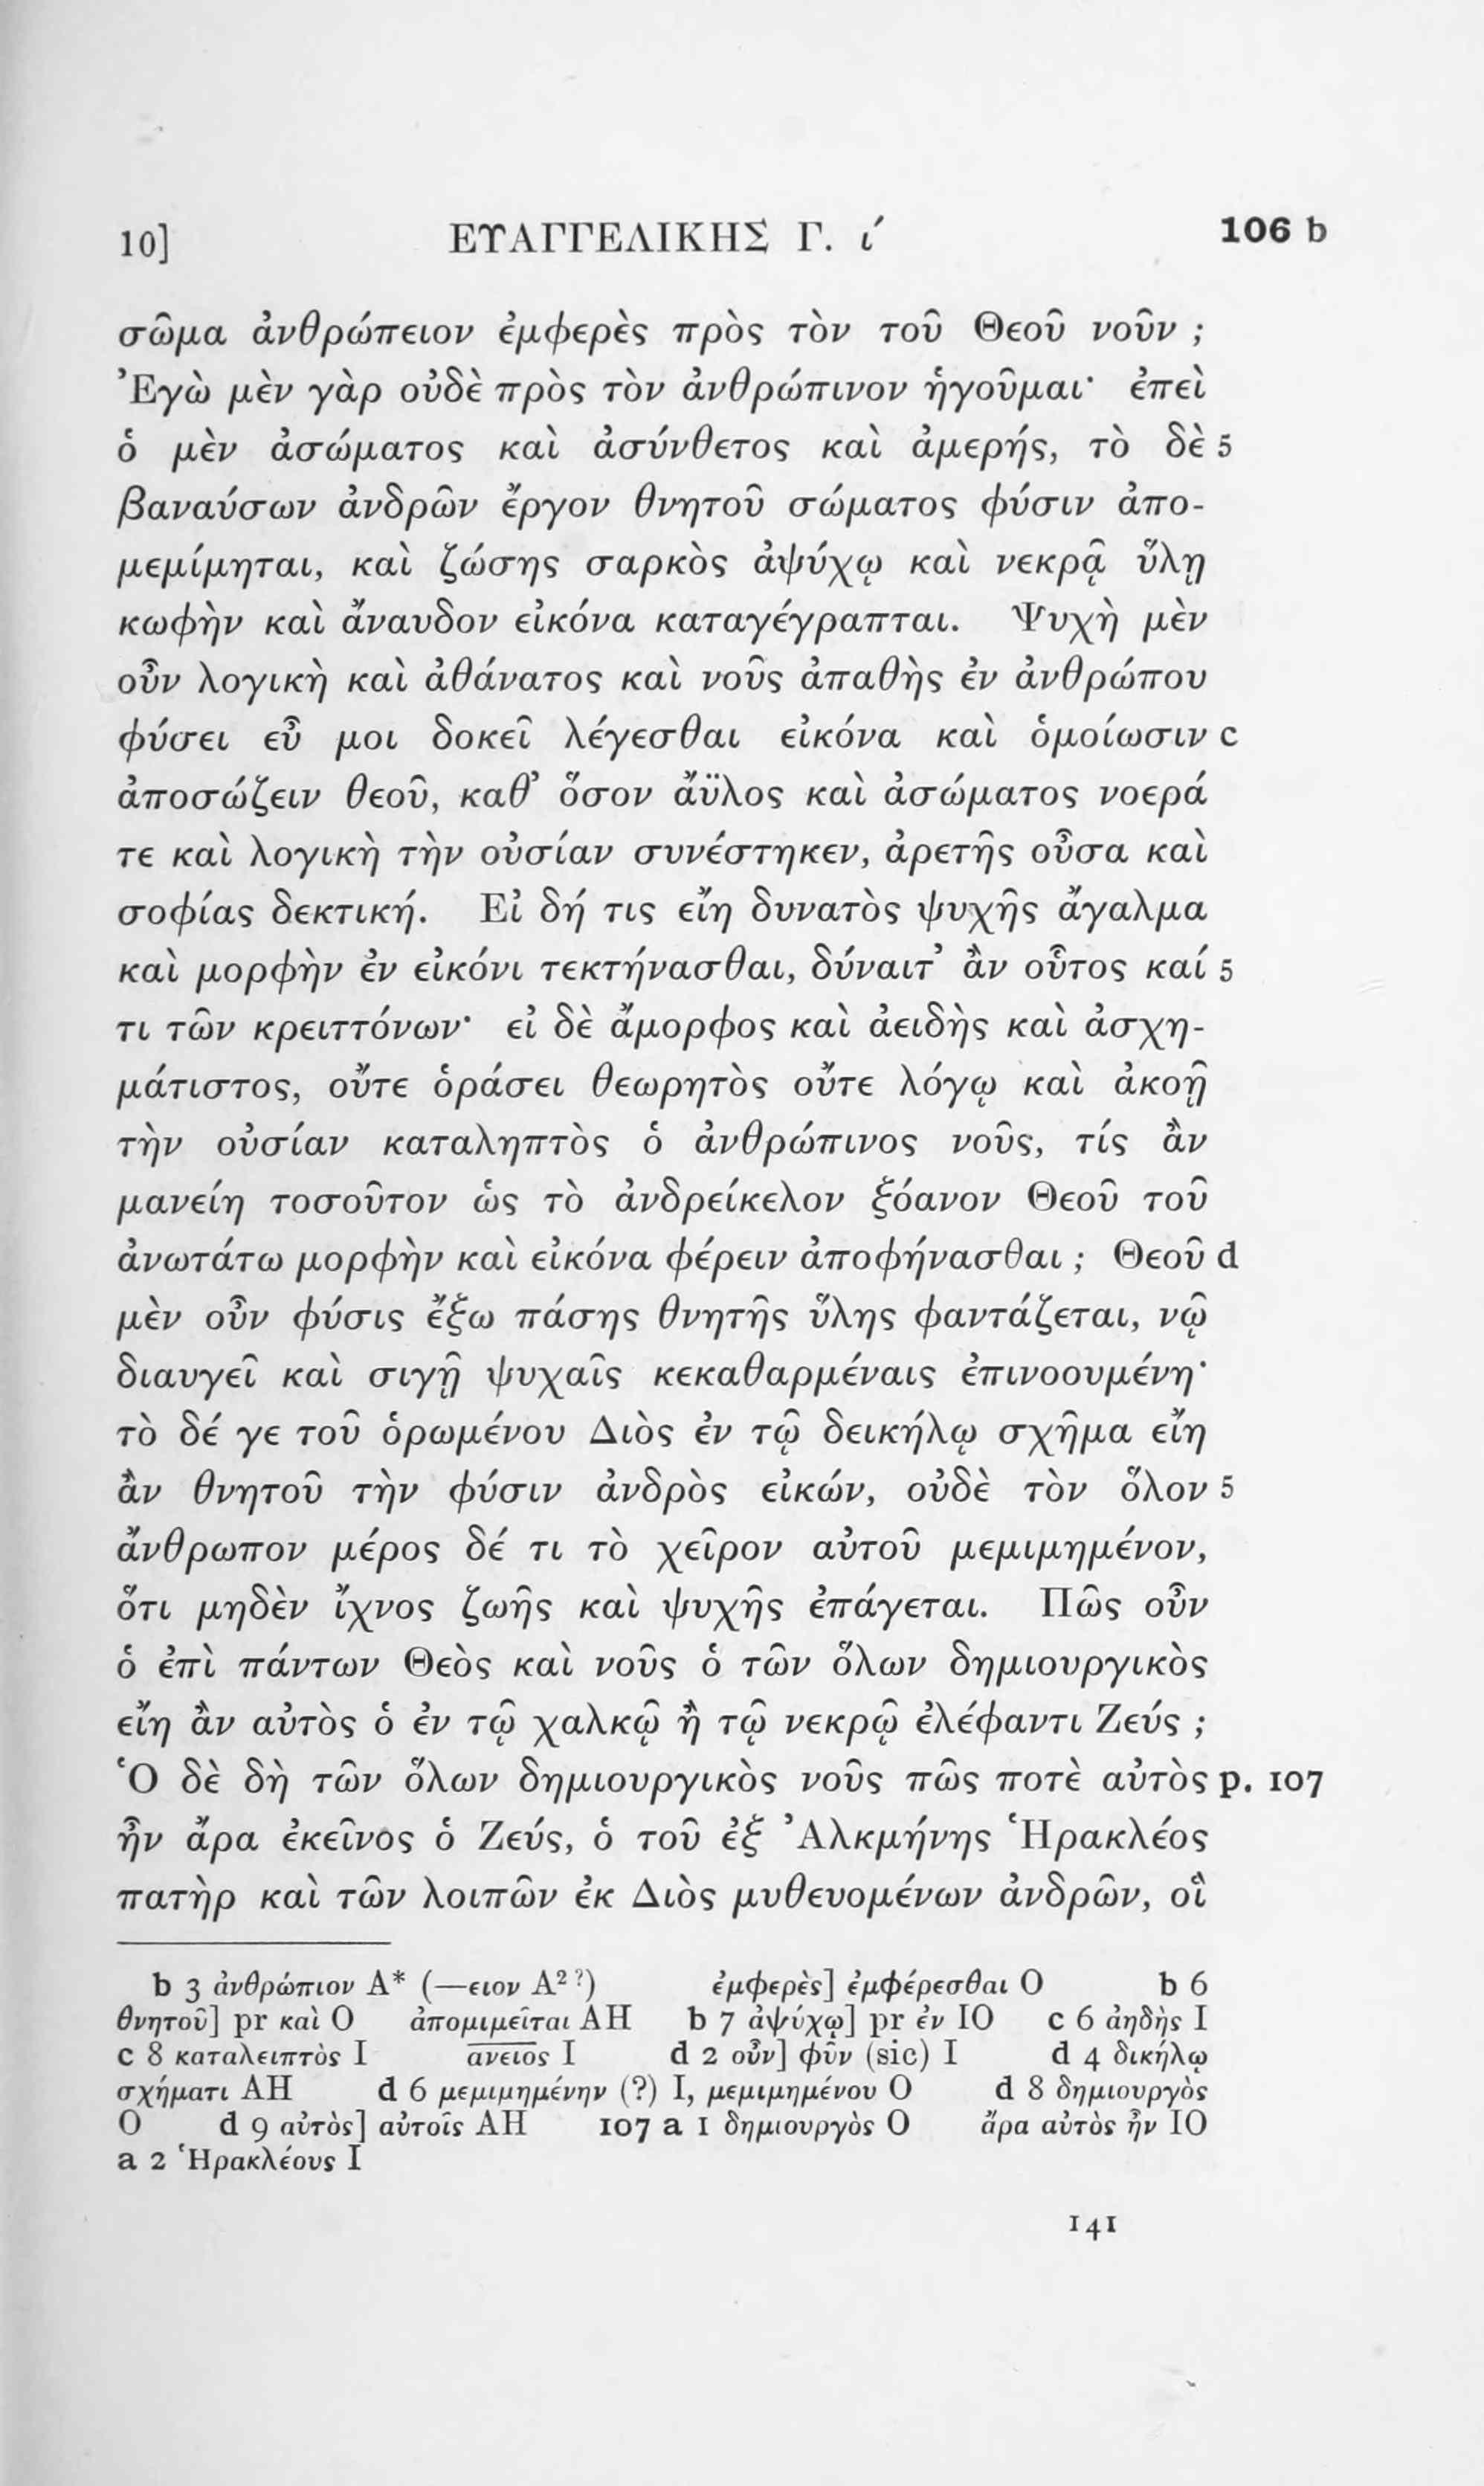 10] ΕΥΑΓΓΕΛΙΚΗΣ Γ. ί 106 b
σῶμα ἀνθρώπειον ἐμφερὲς πρὸς τὸν τοῦ Θεοῦ νοῦν ;
Ἐγὼ μὲν γὰρ οὐδὲ πρὸς τὸν ἀνθρώπινον ἡγοῦμαι· ἐπεὶ
ὁ μὲν ἀσώματος καὶ ἀσύνθετος καὶ ἀμερής, τὸ δὲ 5
βαναύσων ἀνδρῶν ἔργον θνητοῦ σώματος φύσιν ἀπο-
μεμίμηται, καὶ ζώσης σαρκὸς ἀψύχῳ καὶ νεκρᾷ ὕλῃ
κωφὴν καὶ ἄναυδον εἰκόνα καταγέγραπται. Ψυχὴ μὲν
οὖν λογικὴ καὶ ἀθάνατος καὶ νοῦς ἀπαθὴς ἐν ἀνθρώπου
φύσει εὖ μοι δοκεῖ λέγεσθαι εἰκόνα καὶ ὁμοίωσιν c
ἀποσώζειν θεοῦ, καθ’ ὅσον ἄϋλος καὶ ἀσώματος νοερά
τε καὶ λογικὴ τὴν οὐσίαν συνέστηκεν, ἀρετῆς οὖσα καὶ
σοφίας δεκτική. Εἰ δή τις εἴη δυνατὸς ψυχῆς ἄγαλμα
καὶ μορφὴν ἐν εἰκόνι τεκτήνασθαι, δύναιτ’ ἂν οὗτος καί 5
τι τῶν κρειττόνων· εἰ δὲ ἄμορφος καὶ ἀειδὴς καὶ ἀσχη-
μάτιστος, οὔτε ὁράσει θεωρητὸς οὔτε λόγῳ καὶ ἀκοῇ
τὴν οὐσίαν καταληπτὸς ὁ ἀνθρώπινος νοῦς, τίς ἂν
μανείη τοσοῦτον ὡς τὸ ἀνδρείκελον ξόανον Θεοῦ τοῦ
ἀνωτάτω μορφὴν καὶ εἰκόνα φέρειν ἀποφήνασθαι ; Θεοῦ d
μὲν οὖν φύσις ἔξω πάσης θνητῆς ὕλης φαντάζεται, νῷ
διαυγεῖ καὶ σιγῇ ψυχαῖς κεκαθαρμέναις ἐπινοουμένη·
τὸ δέ γε τοῦ ὁρωμένου Διὸς ἐν τῷ δεικήλῳ σχῆμα εἴη
ἂν θνητοῦ τὴν φύσιν ἀνδρὸς εἰκών, οὐδὲ τὸν ὅλον 5
ἄνθρωπον μέρος δέ τι τὸ χεῖρον αὐτοῦ μεμιμημένον,
ὅτι μηδὲν ἴχνος ζωῆς καὶ ψυχῆς ἐπάγεται. Πῶς οὖν
ὁ ἐπὶ πάντων Θεὸς καὶ νοῦς ὁ τῶν ὅλων δημιουργικὸς
εἴη ἂν αὐτὸς ὁ ἐν τῷ χαλκῷ ἢ τῷ νεκρῷ ἐλέφαντι Ζεύς ;
Ὁ δὲ δὴ τῶν ὅλων δημιουργικὸς νοῦς πῶς ποτὲ αὐτὸς p. 107
ἦν ἄρα ἐκεῖνος ὁ Ζεύς, ὁ τοῦ ἐξ Ἀλκμήνης Ἡρακλέος
πατὴρ καὶ τῶν λοιπῶν ἐκ Διὸς μυθευομένων ἀνδρῶν, οἳ
b 3 ἀνθρώπιον A* (—ειον A² ?) ἐμφερὲς] ἐμφέρεσθαι O b 6
θνητοῦ] pr καὶ O ἀπομιμεῖται AH b 7 ἀψύχῳ] pr ἐν IO c 6 ἀηδὴς I
c 8 καταλειπτὸς I α̅ν̅ε̅ι̅ο̅ς̅ I d 2 οὖν] φῦν (sic) I d 4 δικήλῳ
σχήματι AH d 6 μεμιμημένην (?) I, μεμιμημένου O d 8 δημιουργὸς
O d 9 αὐτὸς] αὐτοῖς AH 107 a 1 δημιουργὸς O ἄρα αὐτὸς ἦν IO
a 2 Ἡρακλέους I
141